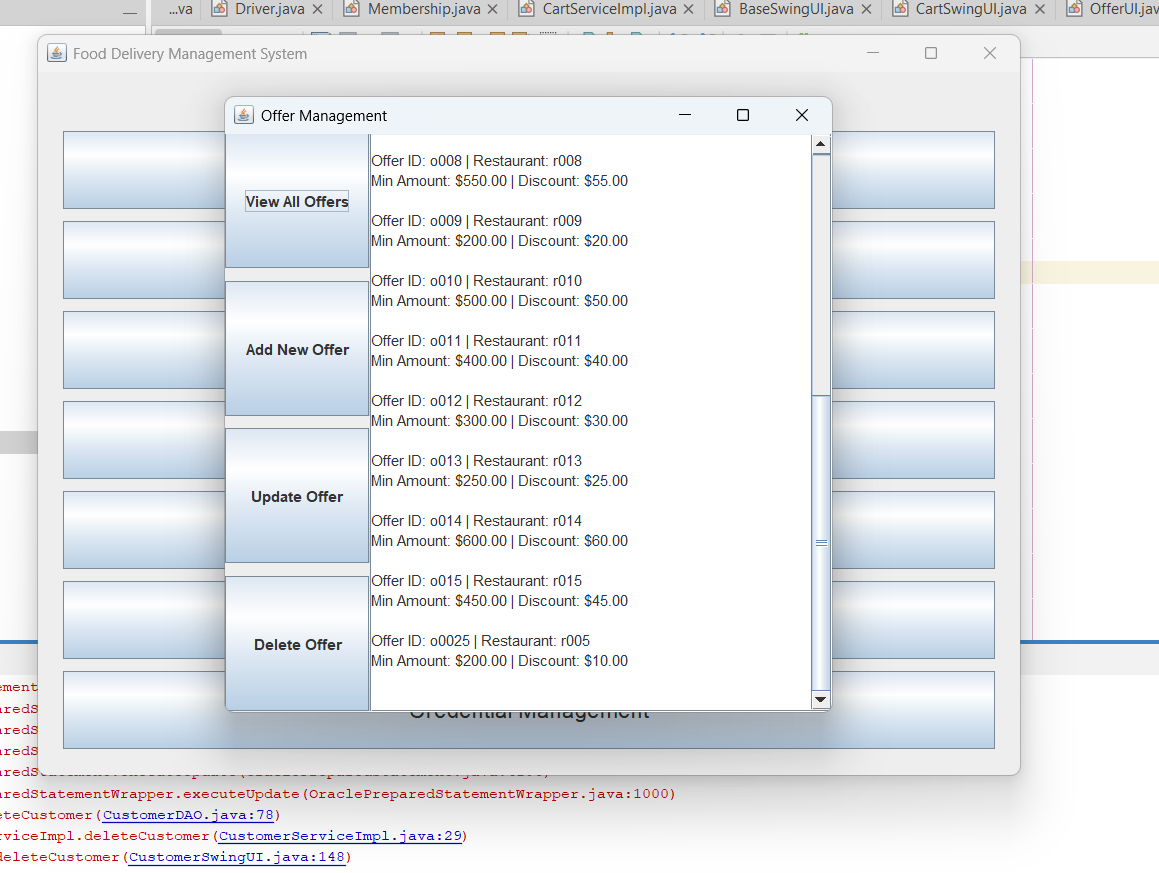 ...va Driver.java Membership.java CartServiceImpl.java BaseSwingUI.java CartSwingUI.java OfferUI.jav
Food Delivery Management System
Offer Management
View All Offers
Add New Offer
Update Offer
Delete Offer
Offer ID: o008 | Restaurant: r008
Min Amount: $550.00 | Discount: $55.00
Offer ID: o009 | Restaurant: r009
Min Amount: $200.00 | Discount: $20.00
Offer ID: o010 | Restaurant: r010
Min Amount: $500.00 | Discount: $50.00
Offer ID: o011 | Restaurant: r011
Min Amount: $400.00 | Discount: $40.00
Offer ID: o012 | Restaurant: r012
Min Amount: $300.00 | Discount: $30.00
Offer ID: o013 | Restaurant: r013
Min Amount: $250.00 | Discount: $25.00
Offer ID: o014 | Restaurant: r014
Min Amount: $600.00 | Discount: $60.00
Offer ID: o015 | Restaurant: r015
Min Amount: $450.00 | Discount: $45.00
Offer ID: o0025 | Restaurant: r005
Min Amount: $200.00 | Discount: $10.00
Credential Management
ement
aredS
aredS
aredS
aredStatementWrapper.executeUpdate(OraclePreparedStatementWrapper.java:1000)
eteCustomer(CustomerDAO.java:78)
rviceImpl.deleteCustomer(CustomerServiceImpl.java:29)
deleteCustomer(CustomerSwingUI.java:148)